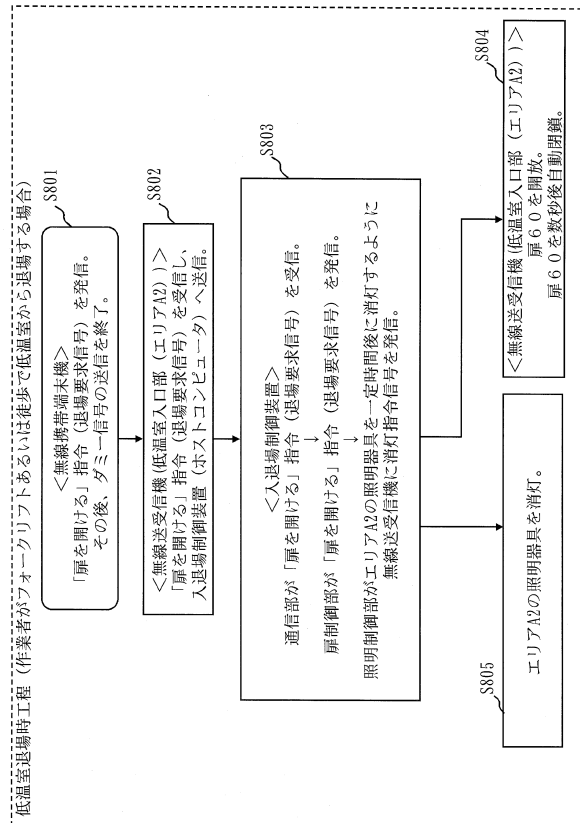 低温室退場時工程（作業者がフォークリフトあるいは徒歩で低温室から退場する場合）
S801
＜無線携帯端末機＞
「扉を開ける」指令（退場要求信号）を発信。
その後、ダミー信号の送信を終了。
S802
＜無線送受信機(低温室入口部（エリアA2）)＞
「扉を開ける」指令（退場要求信号）を受信し、
入退場制御装置（ホストコンピュータ）へ送信。
S803
＜入退場制御装置＞
通信部が「扉を開ける」指令（退場要求信号）を受信。
↓
扉制御部が「扉を開ける」指令（退場要求信号）を発信。
↓
照明制御部がエリアA2の照明器具を一定時間後に消灯するように
無線送受信機に消灯指令信号を発信。
S804
＜無線送受信機(低温室入口部（エリアA2）)＞
扉６０を開放。
扉６０を数秒後自動閉鎖。
S805
エリアA2の照明器具を消灯。